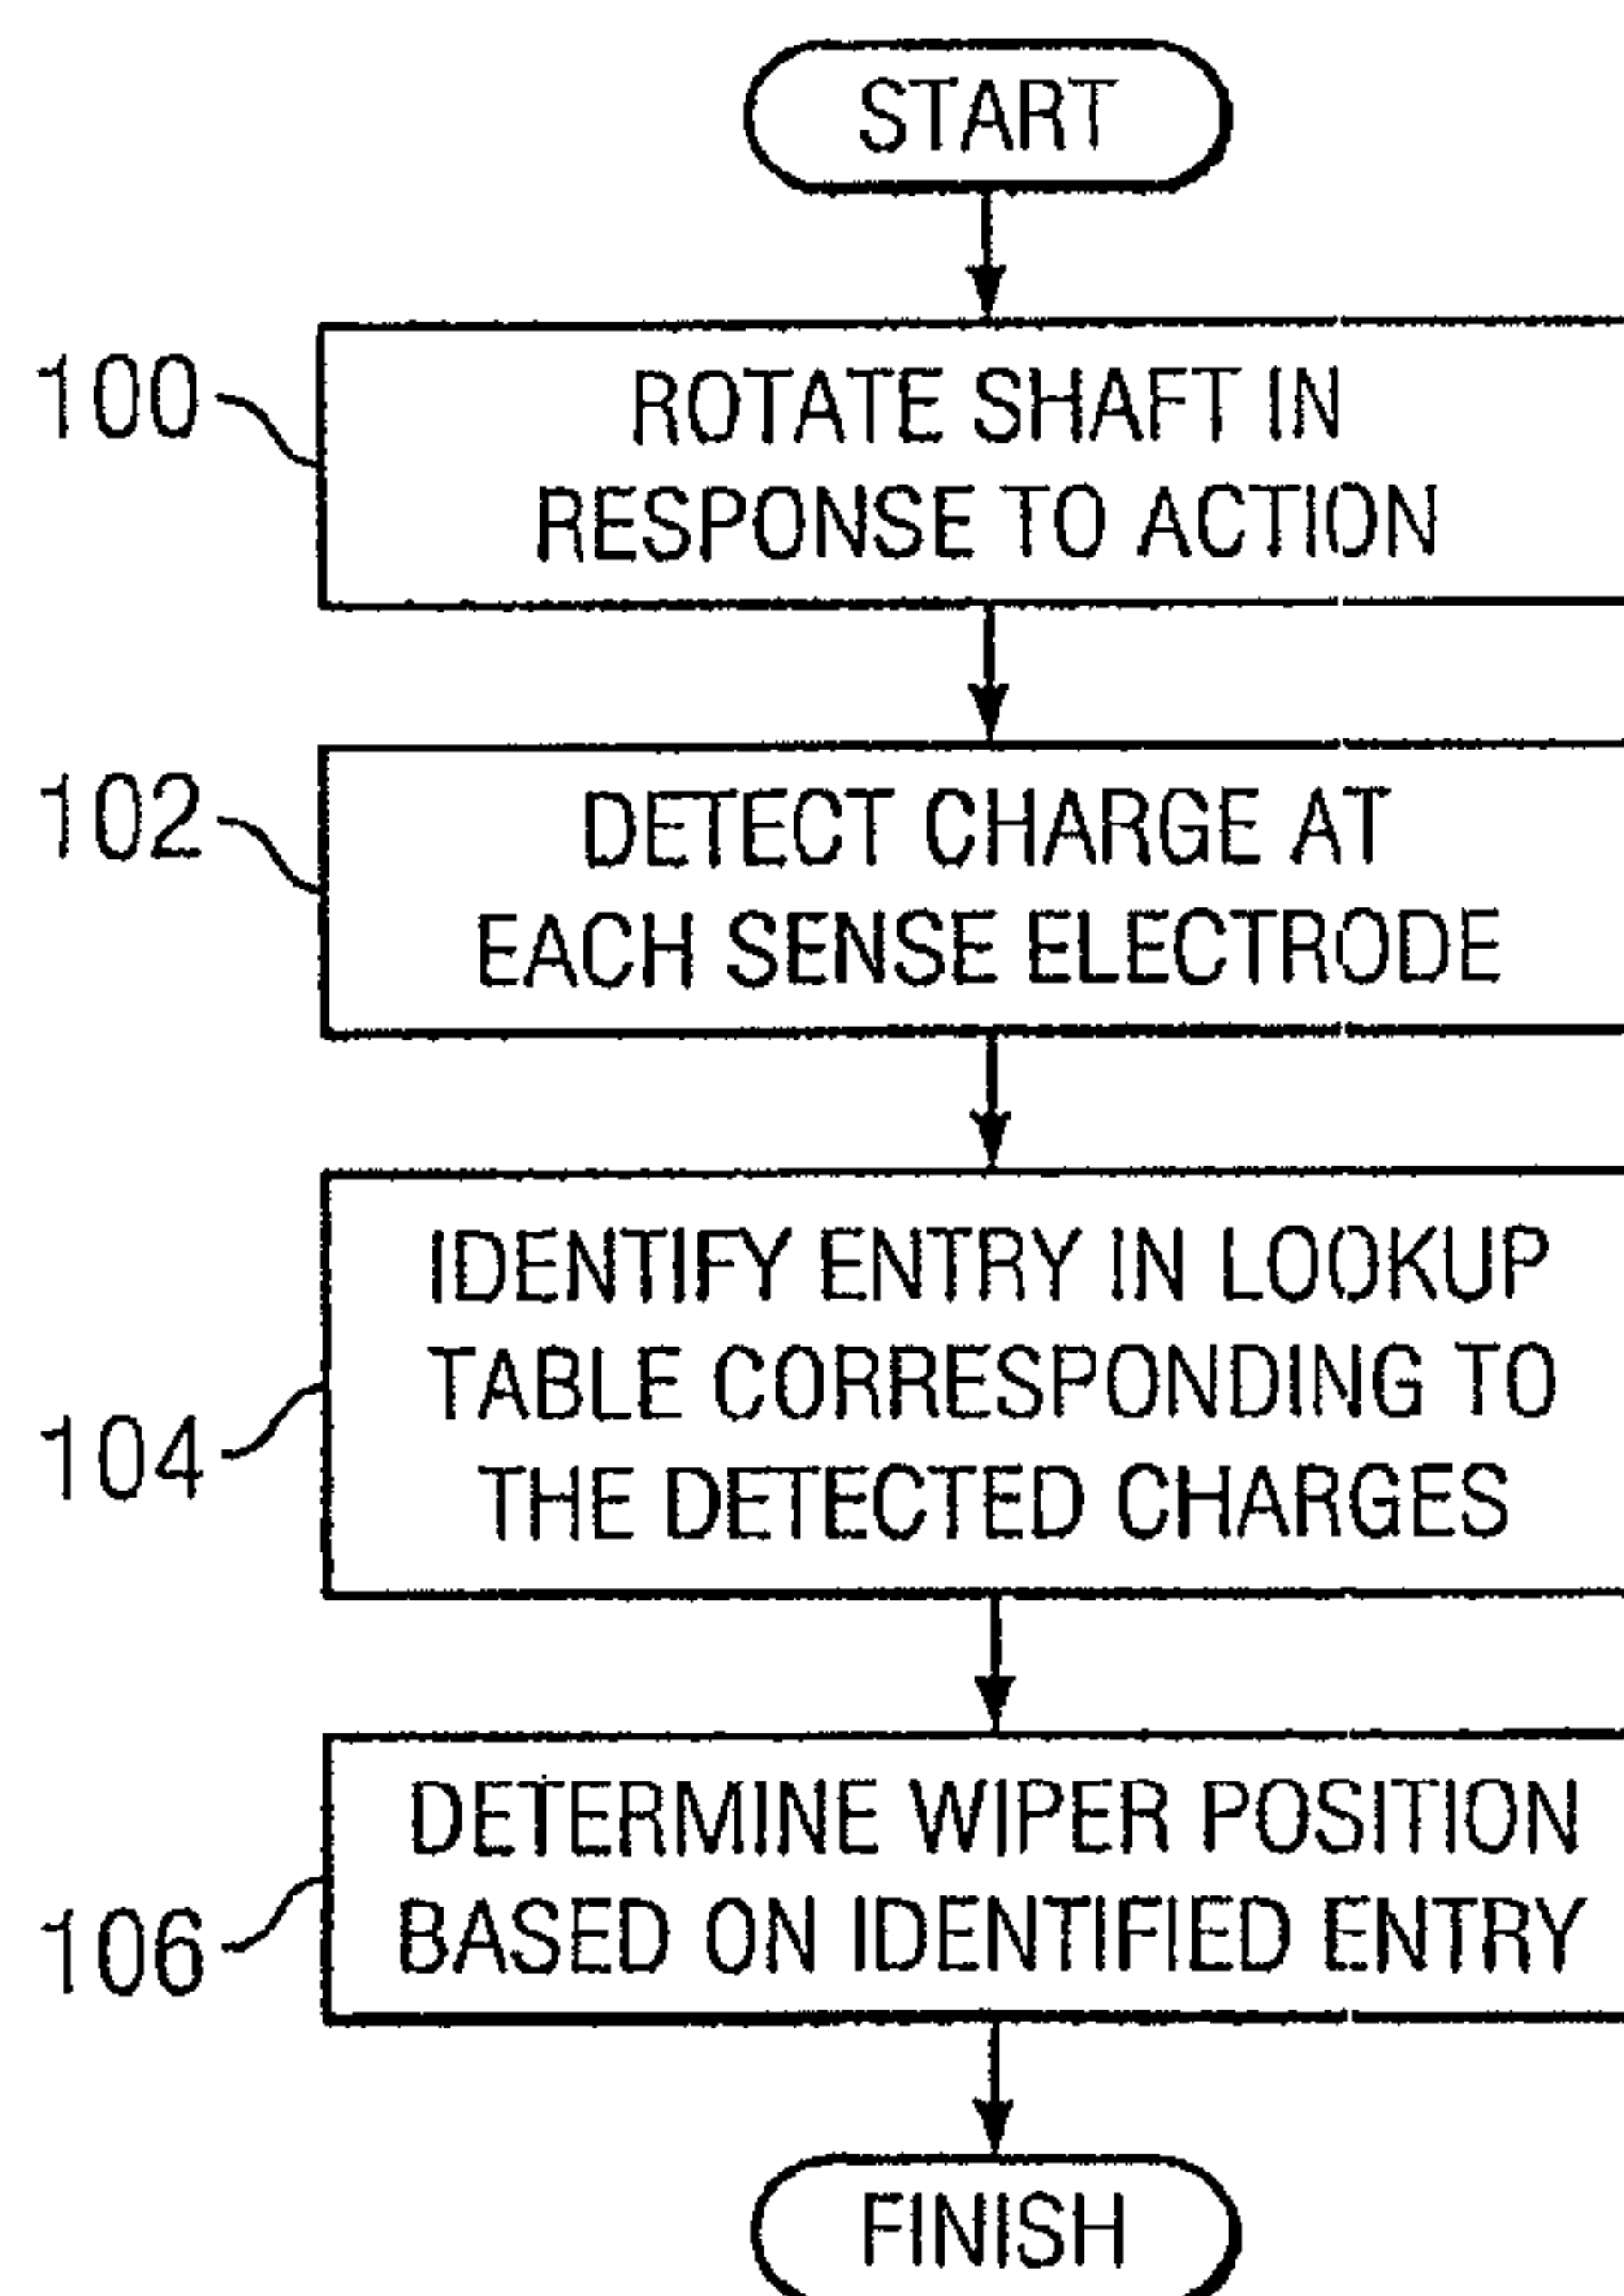 START
100
ROTATE SHAFT IN
RESPONSE TO ACTION
102
DETECT CHARGE AT
EACH SENSE ELECTRODE
104
IDENTIFY ENTRY IN LOOKUP
TABLE CORRESPONDING TO
THE DETECTED CHARGES
106
DETERMINE WIPER POSITION
BASED ON IDENTIFIED ENTRY
FINISH